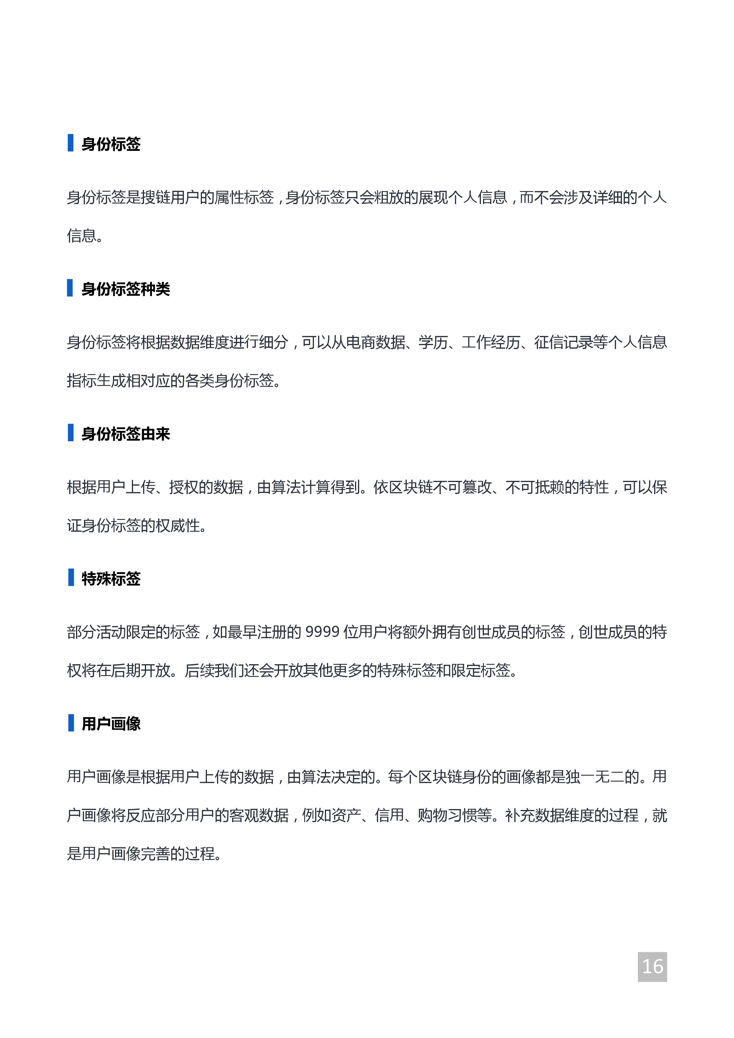 身份标签
身份标签是搜链用户的属性标签，身份标签只会粗放的展现个人信息，而不会涉及详细的个人
信息。
身份标签种类
身份标签将根据数据维度进行细分，可以从电商数据、学历、工作经历、征信记录等个人信息
指标生成相对应的各类身份标签。
身份标签由来
根据用户上传、授权的数据，由算法计算得到。依区块链不可篡改、不可抵赖的特性，可以保
证身份标签的权威性。
特殊标签
部分活动限定的标签，如最早注册的 9999 位用户将额外拥有创世成员的标签，创世成员的特
权将在后期开放。后续我们还会开放其他更多的特殊标签和限定标签。
用户画像
用户画像是根据用户上传的数据，由算法决定的。每个区块链身份的画像都是独一无二的。用
户画像将反应部分用户的客观数据，例如资产、信用、购物习惯等。补充数据维度的过程，就
是用户画像完善的过程。
16